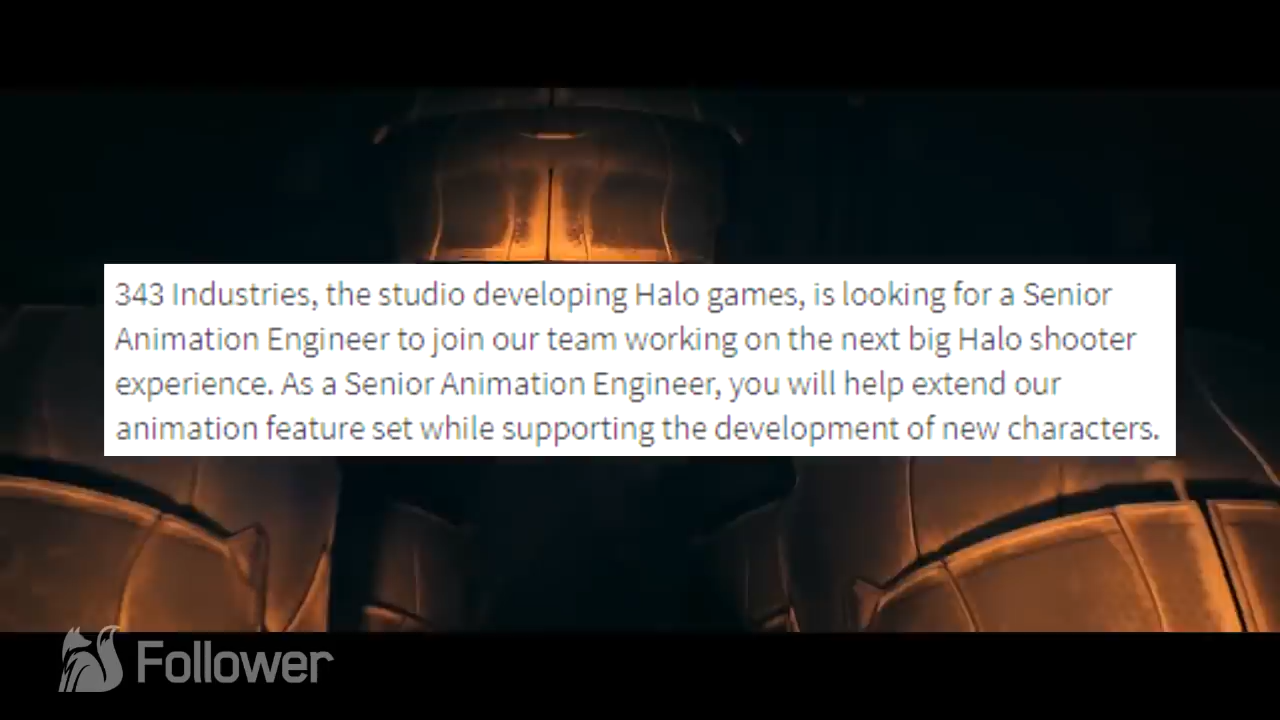 343 Industries, the studio developing Halo games, is looking for a Senior
Animation Engineer to join our team working on the next big Halo shooter
experience. As a Senior Animation Engineer, you will help extend our
animation feature set while supporting the development of new characters.
Follower